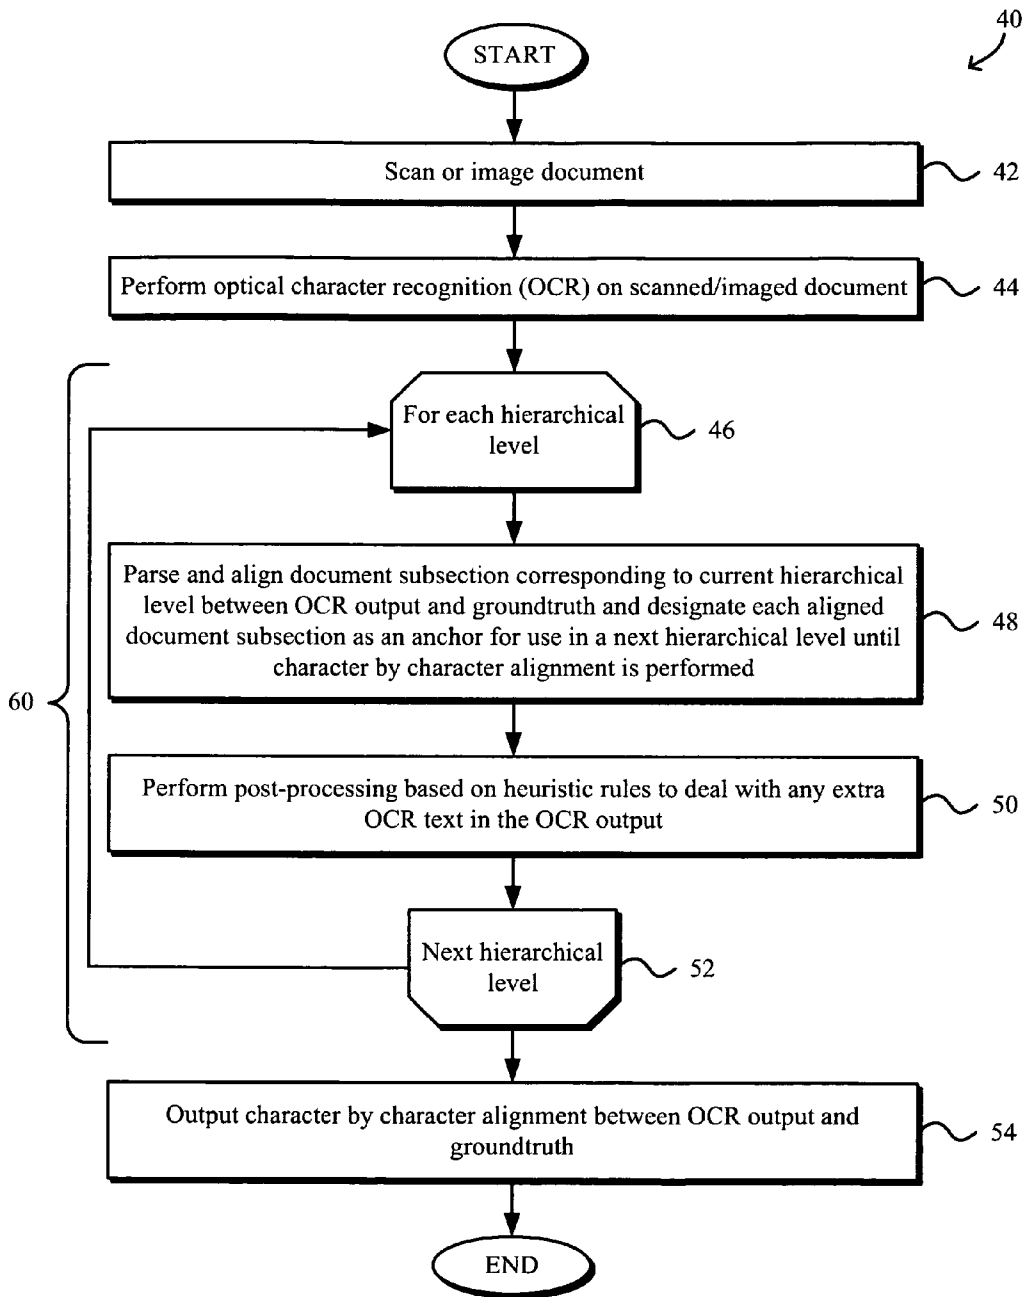 40
START
Scan or image document
42
Perform optical character recognition (OCR) on scanned/imaged document
44
For each hierarchical
level
46
Parse and align document subsection corresponding to current hierarchical
level between OCR output and groundtruth and designate each aligned
document subsection as an anchor for use in a next hierarchical level until
character by character alignment is performed
48
60
Perform post-processing based on heuristic rules to deal with any extra
OCR text in the OCR output
50
Next hierarchical
level
52
Output character by character alignment between OCR output and
groundtruth
54
END